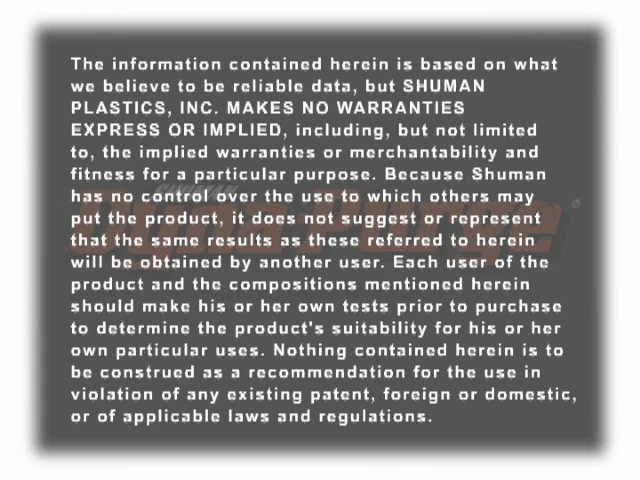 The information contained herein is based on what
we believe to be reliable data, but SHUMAN
PLASTICS, INC. MAKES NO WARRANTIES
EXPRESS OR IMPLIED, including, but not limited
to, the implied warranties or merchantability and
fitness for a particular purpose. Because Shuman
has no control over the use to which others may
put the product, it does not suggest or represent
that the same results as these referred to herein
will be obtained by another user. Each user of the
product and the compositions mentioned herein
should make his or her own tests prior to purchase
to determine the product's suitability for his or her
own particular uses. Nothing contained herein is to
be construed as a recommendation for the use in
violation of any existing patent, foreign or domestic,
or of applicable laws and regulations.
SHUMAN
Dyna-Purge®